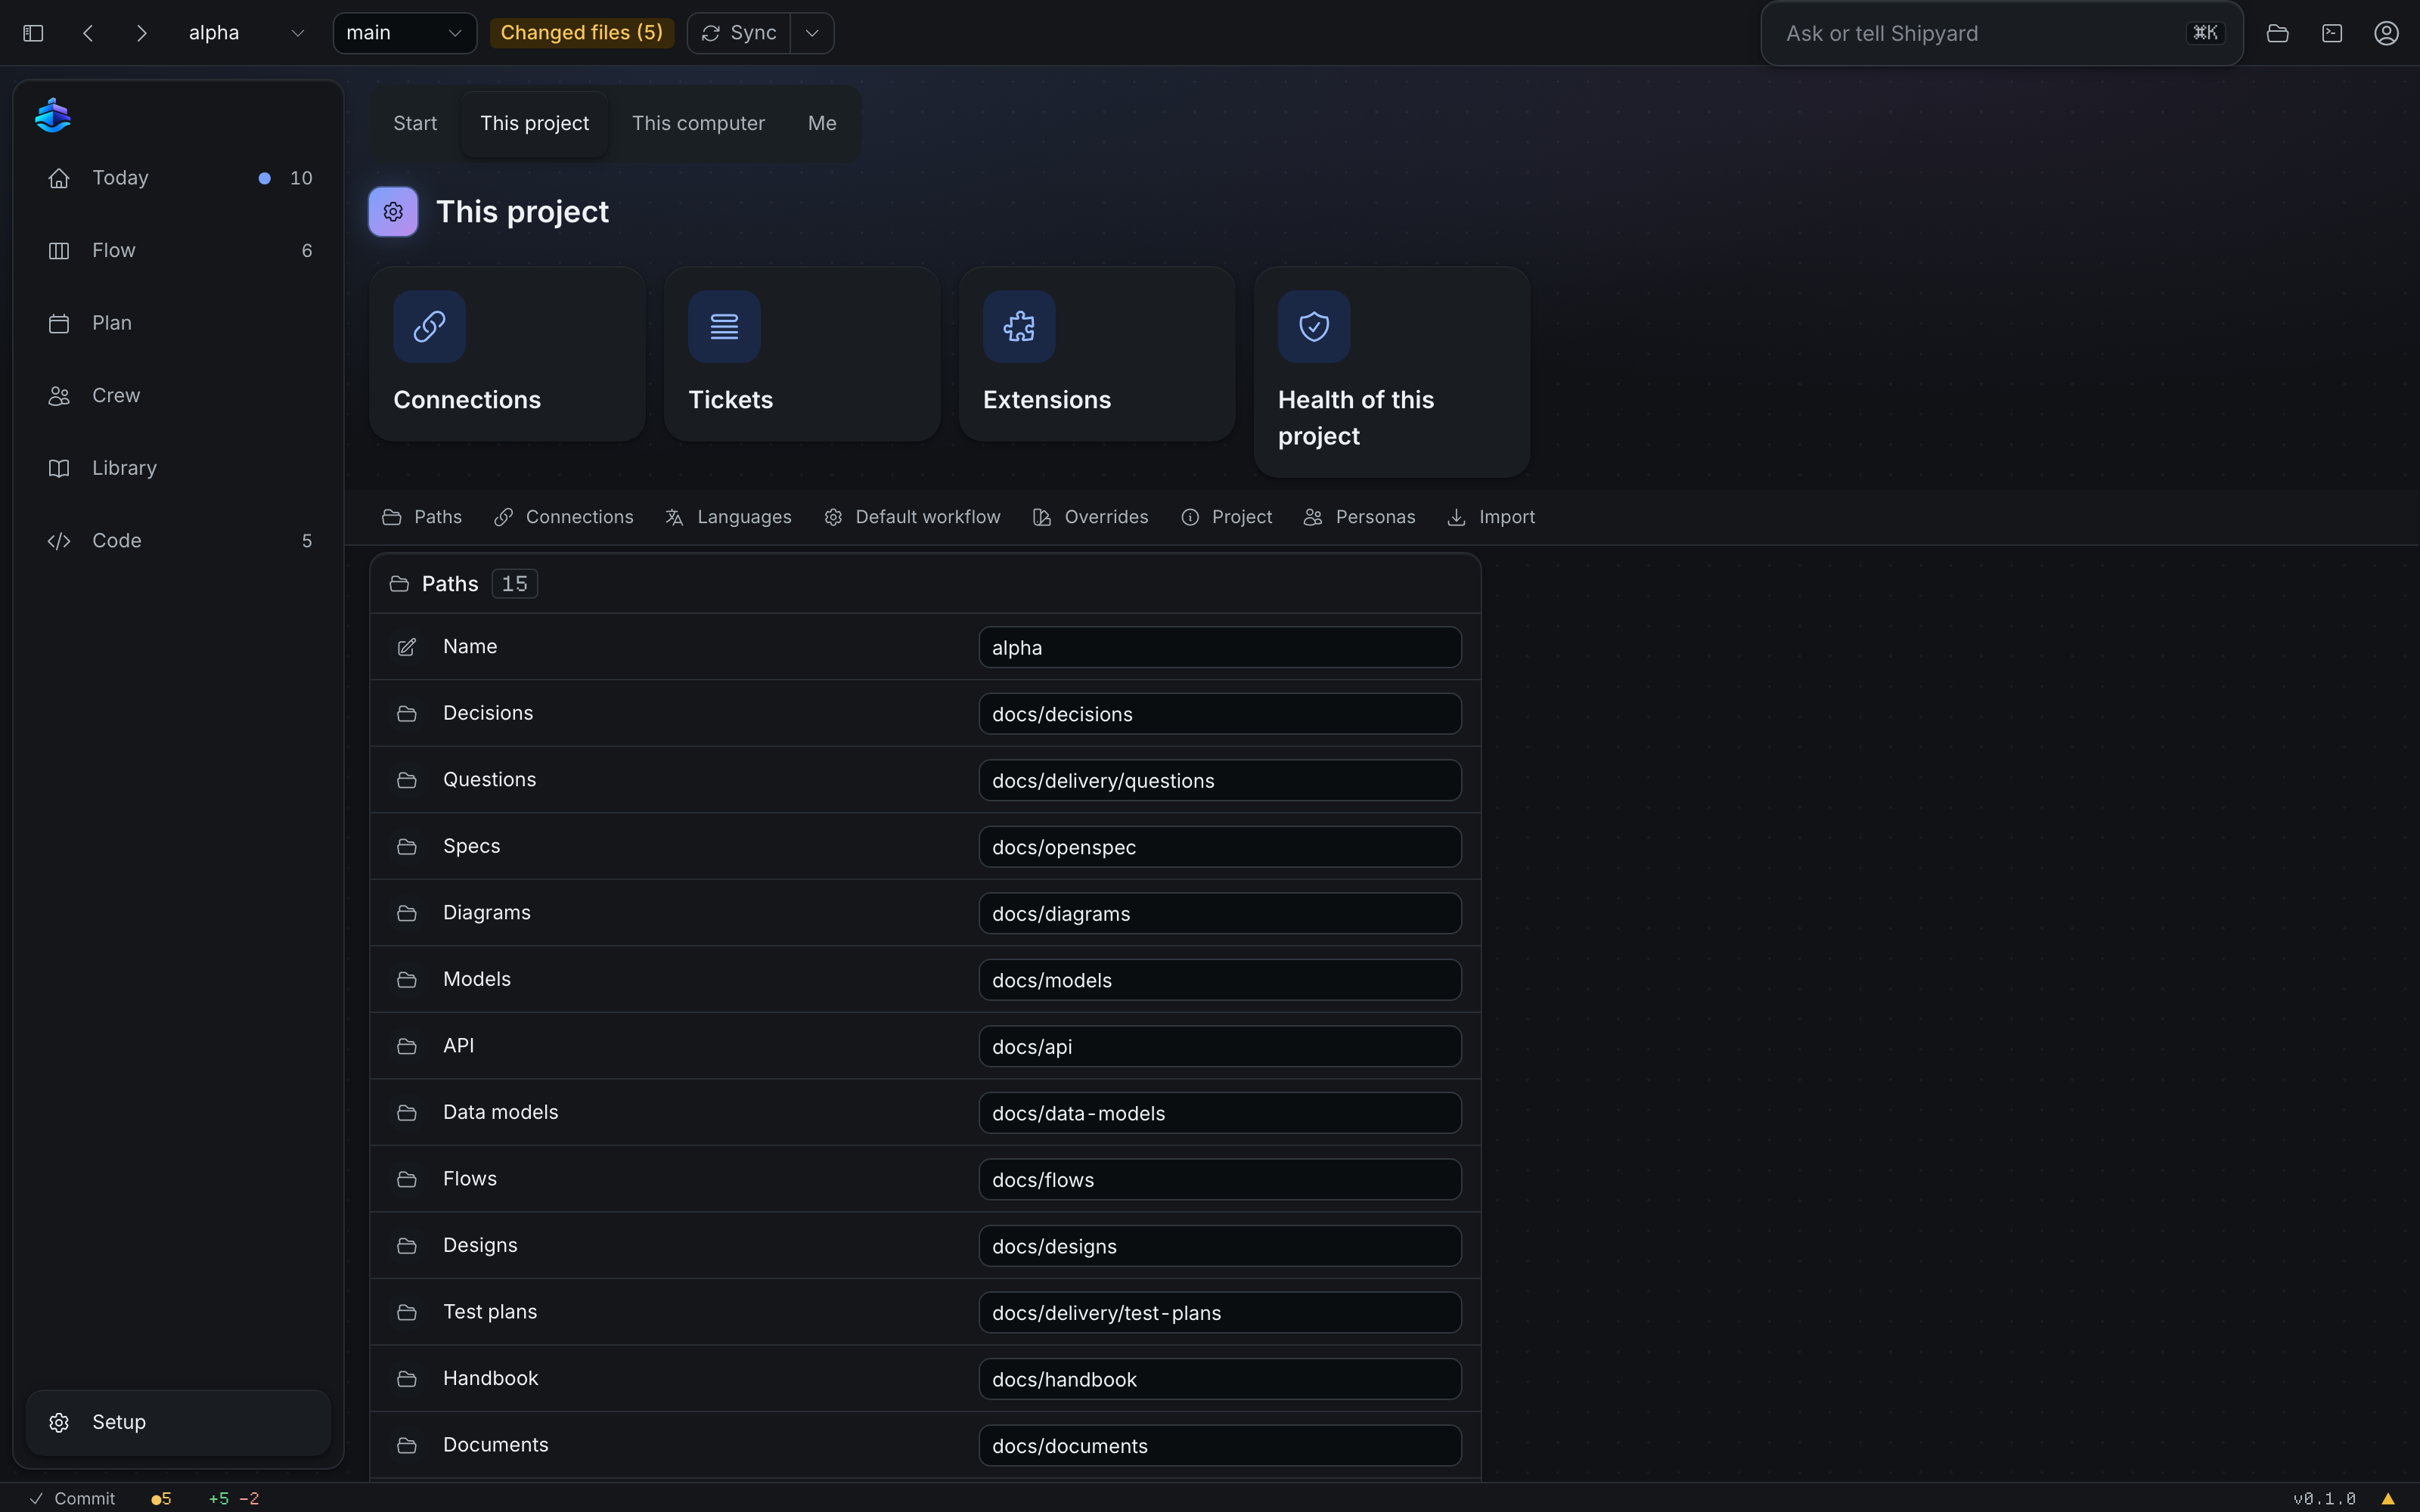 alpha
main
Changed files (5)
Sync
Ask or tell Shipyard
⌘K
Today 10
Flow 6
Plan
Crew
Library
Code 5
Setup
Start
This project
This computer
Me
This project
Connections
Tickets
Extensions
Health of this
project
Paths
Connections
Languages
Default workflow
Overrides
Project
Personas
Import
Paths 15
Name alpha
Decisions docs/decisions
Questions docs/delivery/questions
Specs docs/openspec
Diagrams docs/diagrams
Models docs/models
API docs/api
Data models docs/data-models
Flows docs/flows
Designs docs/designs
Test plans docs/delivery/test-plans
Handbook docs/handbook
Documents docs/documents
Commit
5
+5 −2
v0.1.0